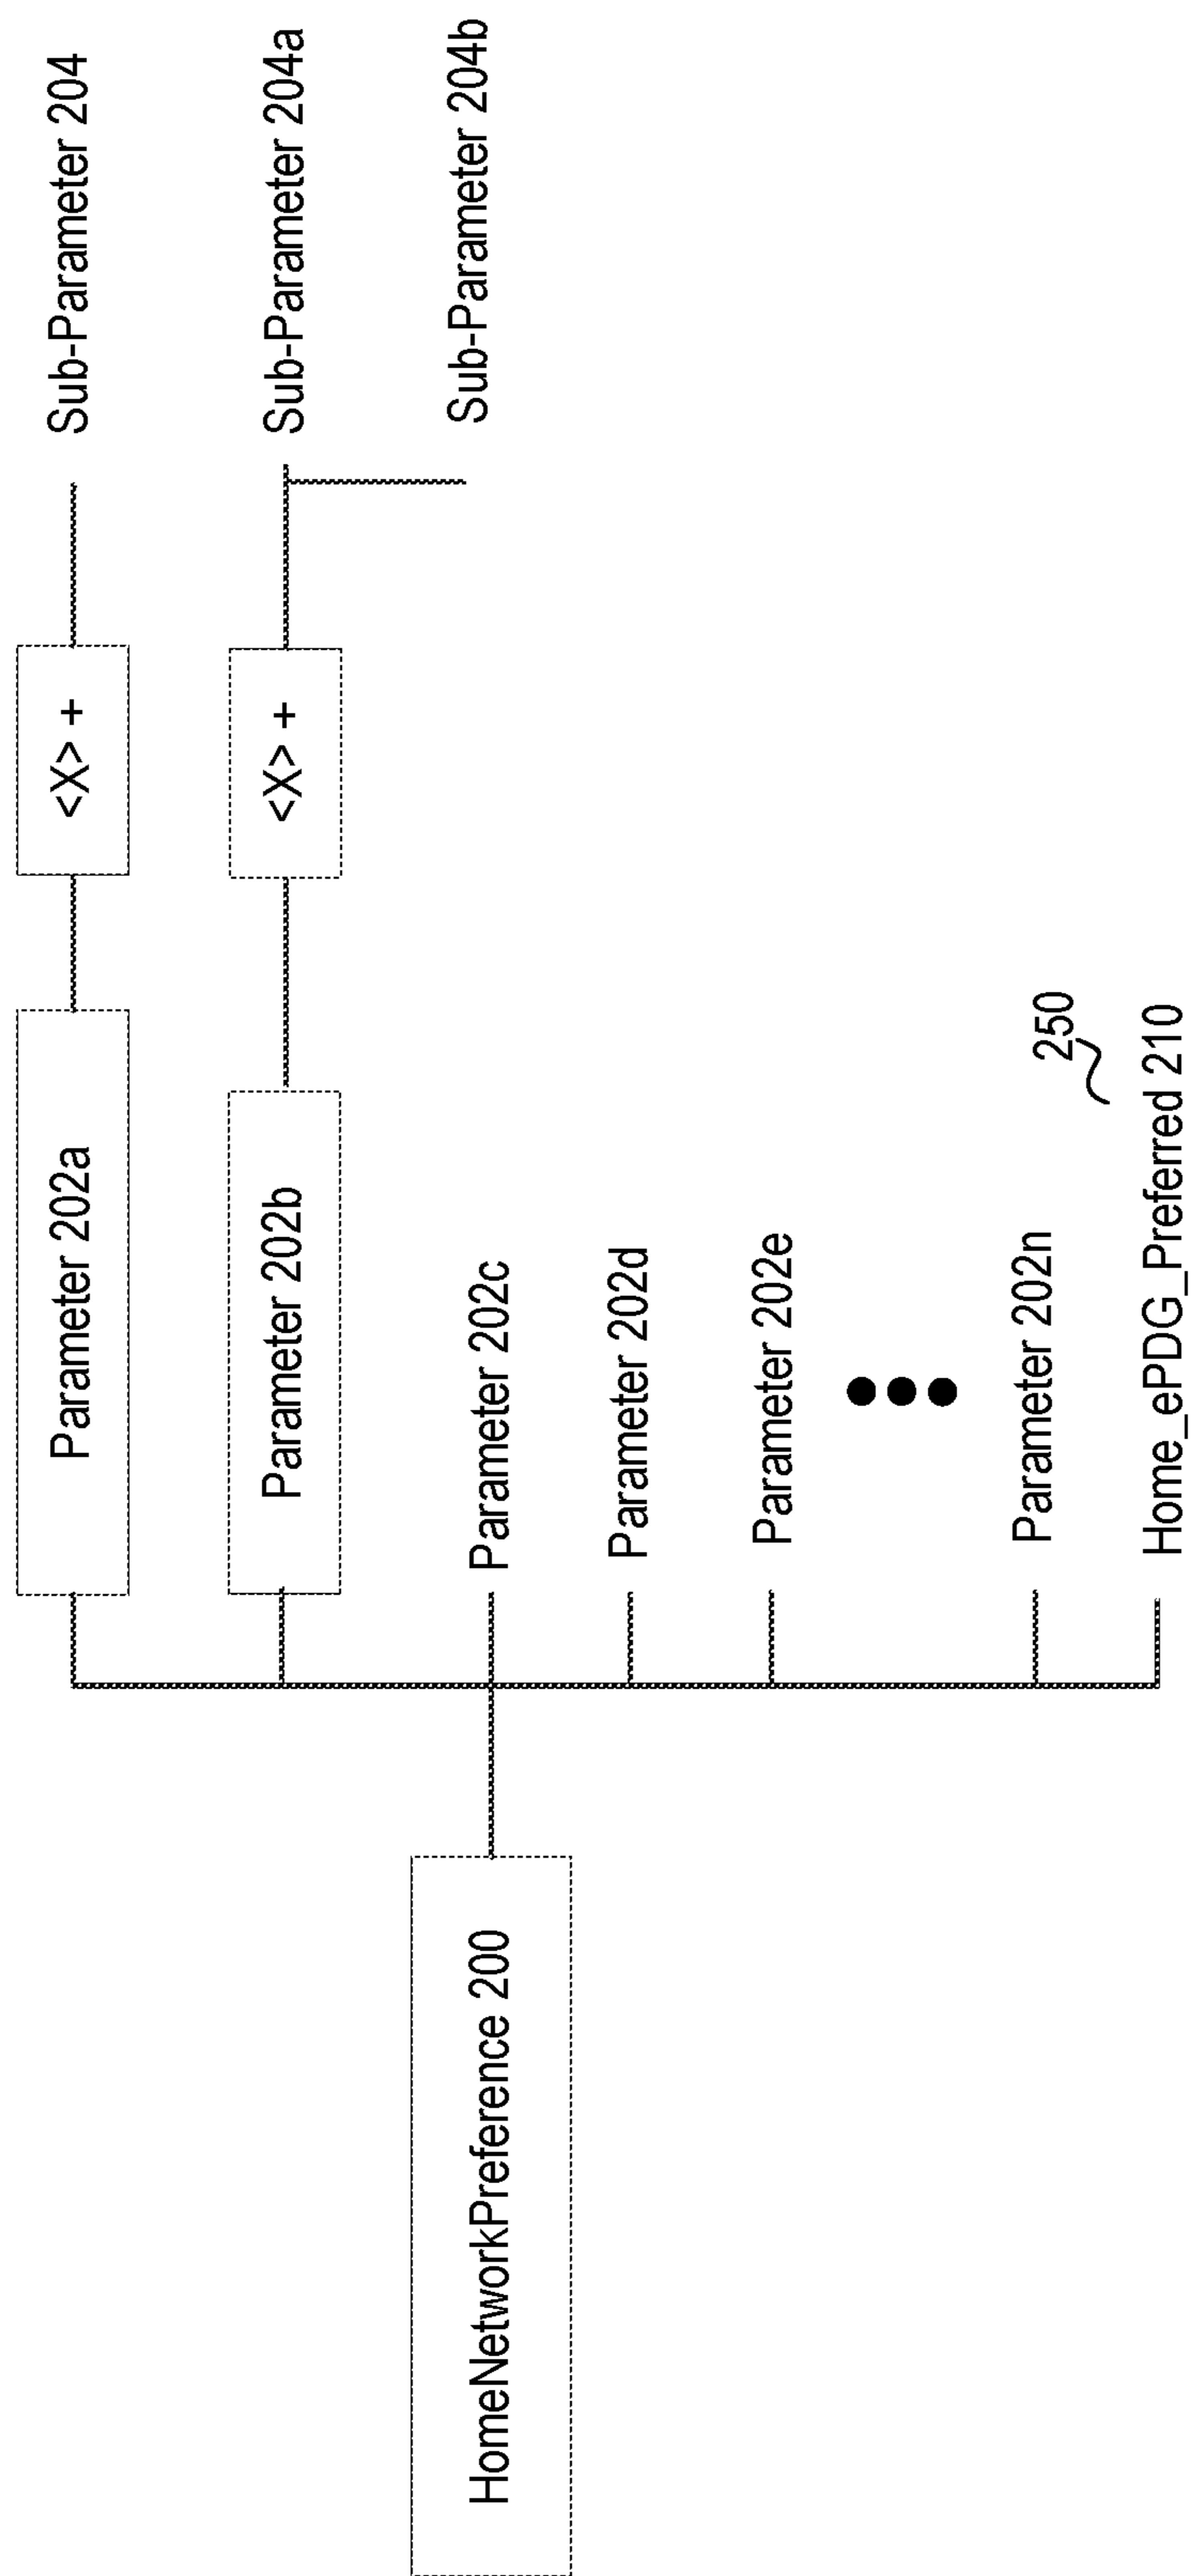 Parameter 202a
<X> +
Sub-Parameter 204
Parameter 202b
<X> +
Sub-Parameter 204a
HomeNetworkPreference 200
Parameter 202c
Sub-Parameter 204b
Parameter 202d
Parameter 202e
Parameter 202n
250
Home_ePDG_Preferred 210